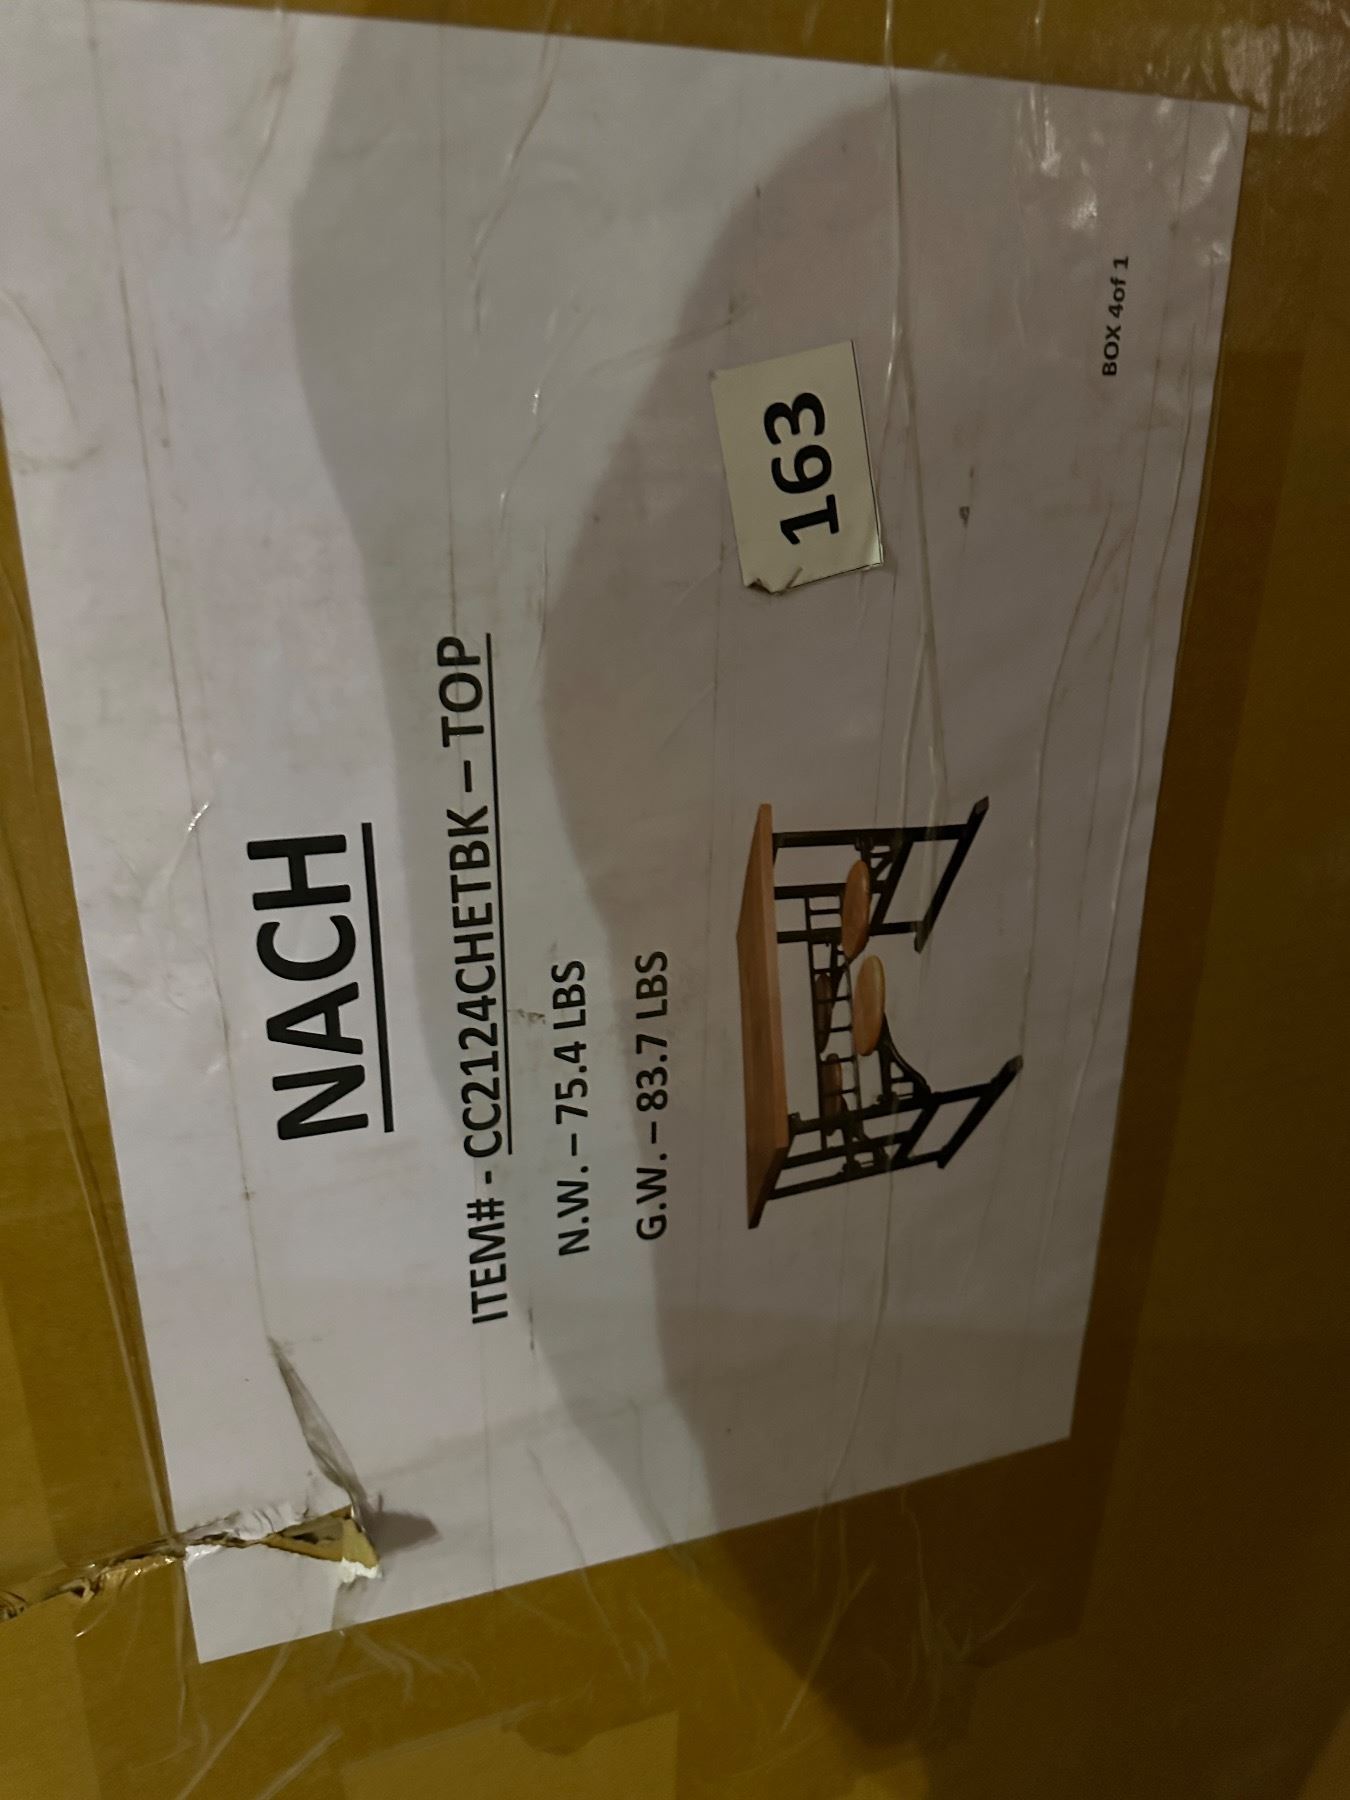 NACH
ITEM# - CC2124CHETBK – TOP
N.W. – 75.4 LBS
G.W. – 83.7 LBS
163
BOX 4of 1